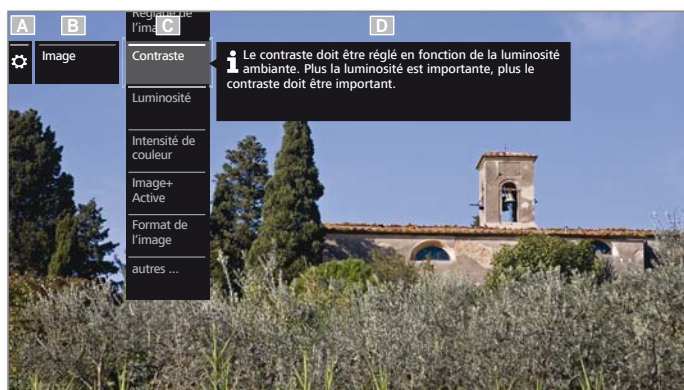 A
B
C
D
Réglage de
l'image
Image
Contraste
Luminosité
Intensité de
couleur
Image+
Active
Format de
l'image
autres ...
Le contraste doit être réglé en fonction de la luminosité
ambiante. Plus la luminosité est importante, plus le
contraste doit être important.